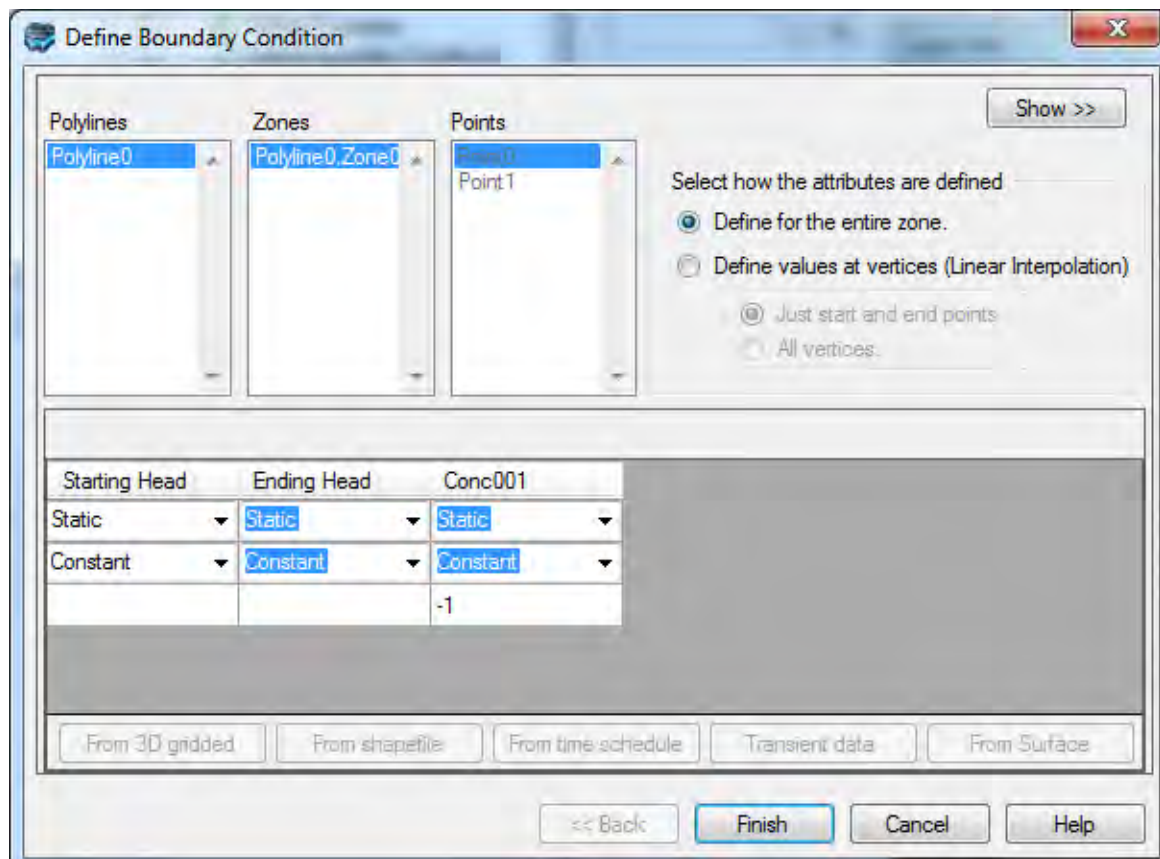 Define Boundary Condition
Show >>
Polylines Zones Points
Polyline0 Polyline0,Zone0 Point0
Point1
Select how the attributes are defined
Define for the entire zone.
Define values at vertices (Linear Interpolation)
Just start and end points
All vertices.
Starting Head Ending Head Conc001
Static Static Static
Constant Constant Constant
-1
From 3D gridded From shapefile From time schedule Transient data From Surface
<< Back Finish Cancel Help